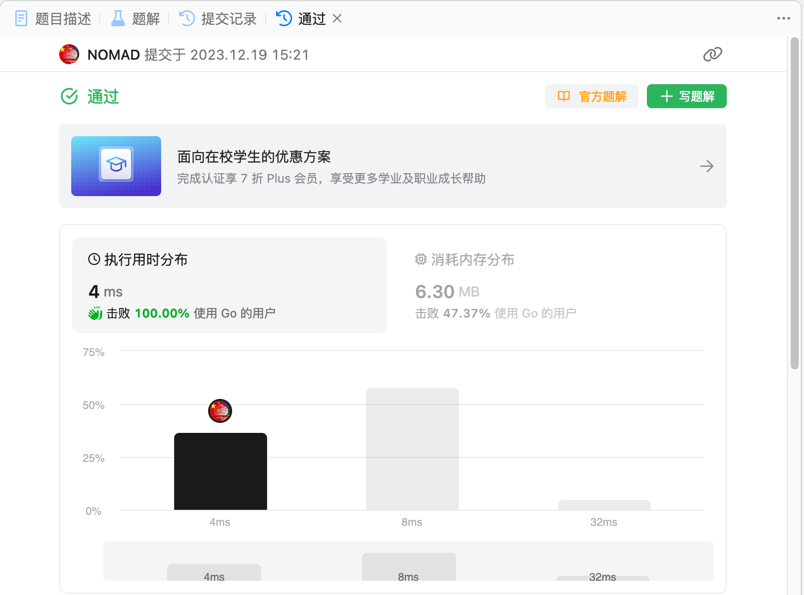 题目描述 题解 提交记录 通过
NOMAD 提交于 2023.12.19 15:21
通过 官方题解 写题解
面向在校学生的优惠方案
完成认证享 7 折 Plus 会员，享受更多学业及职业成长帮助
执行用时分布 消耗内存分布
4 ms 6.30 MB
击败 100.00% 使用 Go 的用户 击败 47.37% 使用 Go 的用户
75%
50%
25%
0%
4ms 8ms 32ms
4ms 8ms 32ms